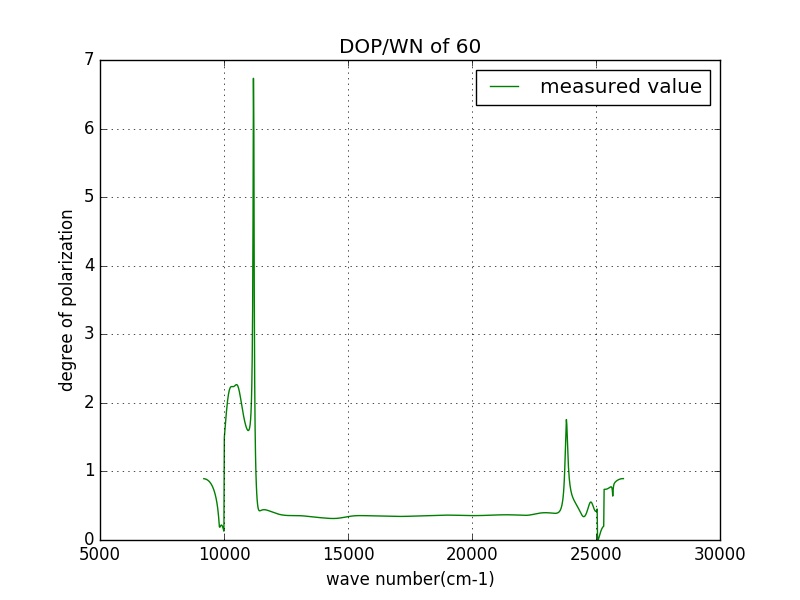 DOP/WN of 60
measured value
7
6
5
4
3
2
1
0
degree of polarization
5000 10000 15000 20000 25000 30000
wave number(cm-1)